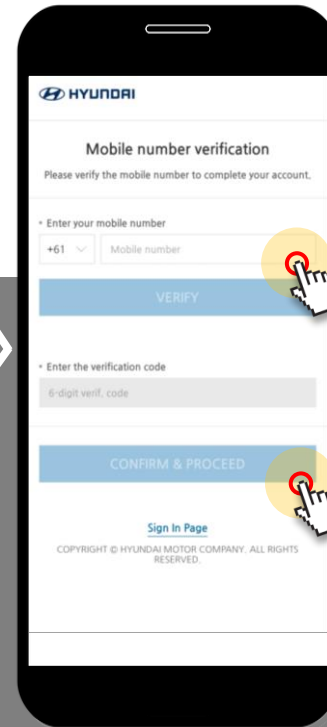 HYUNDAI
Mobile number verification
Please verify the mobile number to complete your account.
* Enter your mobile number
+61 Mobile number
VERIFY
* Enter the verification code
6-digit verif. code
CONFIRM & PROCEED
Sign In Page
COPYRIGHT © HYUNDAI MOTOR COMPANY. ALL RIGHTS
RESERVED.